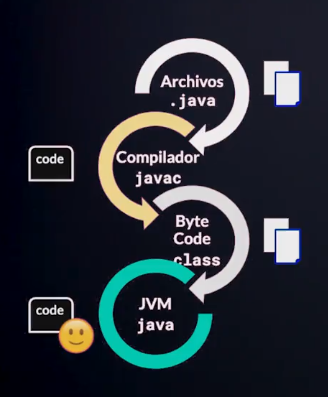 Archivos
.java
code
Compilador
javac
Byte
Code
class
code
JVM
java